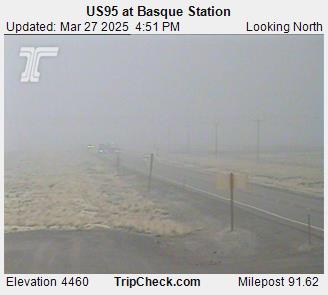 US95 at Basque Station
Updated: Mar 27 2025 4:51 PM Looking North
Elevation 4460 TripCheck.com Milepost 91.62